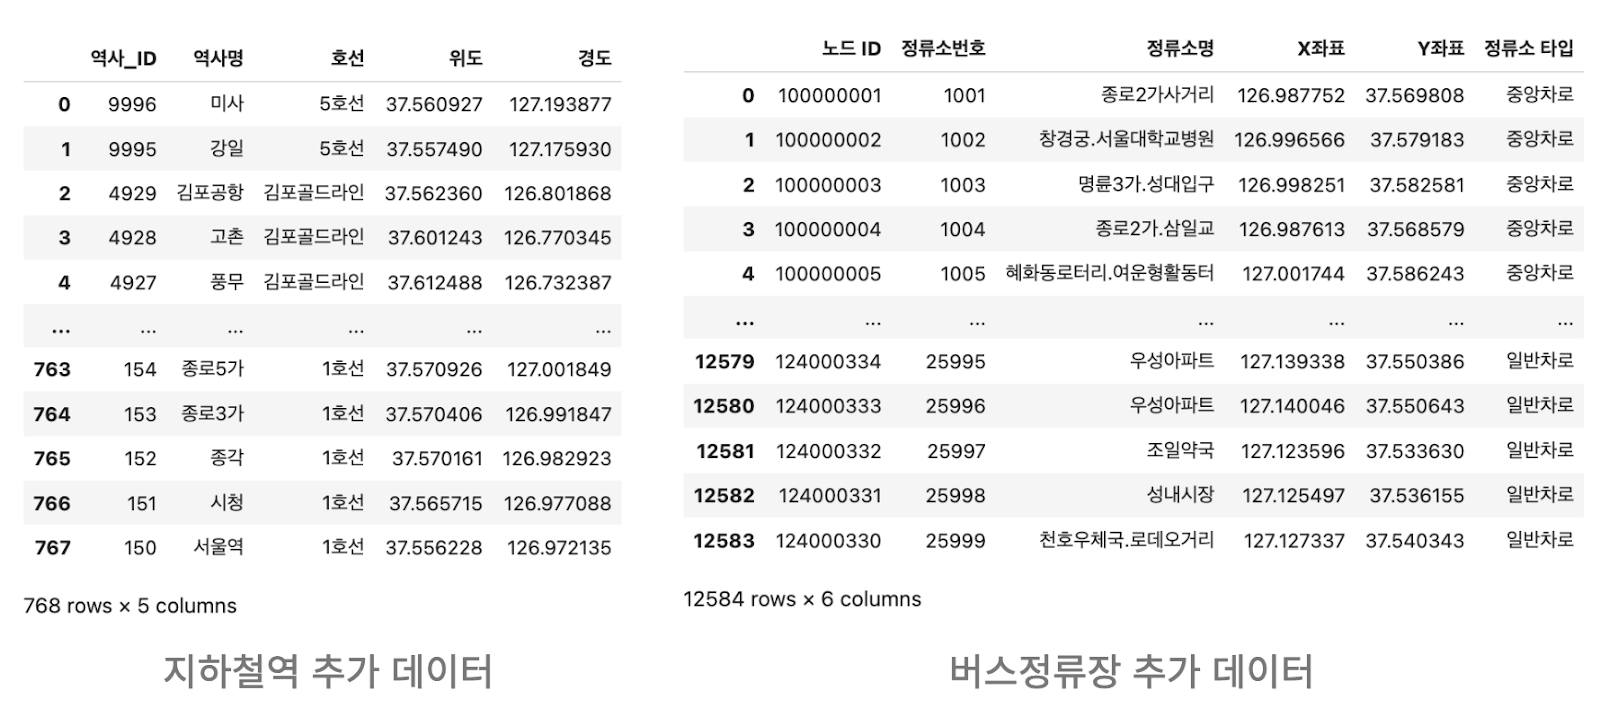 역사_ID 역사명 호선 위도 경도
0 9996 미사 5호선 37.560927 127.193877
1 9995 강일 5호선 37.557490 127.175930
2 4929 김포공항 김포골드라인 37.562360 126.801868
3 4928 고촌 김포골드라인 37.601243 126.770345
4 4927 풍무 김포골드라인 37.612488 126.732387
... ... ... ... ... ...
763 154 종로5가 1호선 37.570926 127.001849
764 153 종로3가 1호선 37.570406 126.991847
765 152 종각 1호선 37.570161 126.982923
766 151 시청 1호선 37.565715 126.977088
767 150 서울역 1호선 37.556228 126.972135
768 rows × 5 columns
지하철역 추가 데이터
노드 ID 정류소번호 정류소명 X좌표 Y좌표 정류소 타입
0 100000001 1001 종로2가사거리 126.987752 37.569808 중앙차로
1 100000002 1002 창경궁.서울대학교병원 126.996566 37.579183 중앙차로
2 100000003 1003 명륜3가.성대입구 126.998251 37.582581 중앙차로
3 100000004 1004 종로2가.삼일교 126.987613 37.568579 중앙차로
4 100000005 1005 혜화동로터리.여운형활동터 127.001744 37.586243 중앙차로
... ... ... ... ... ... ...
12579 124000334 25995 우성아파트 127.139338 37.550386 일반차로
12580 124000333 25996 우성아파트 127.140046 37.550643 일반차로
12581 124000332 25997 조일약국 127.123596 37.533630 일반차로
12582 124000331 25998 성내시장 127.125497 37.536155 일반차로
12583 124000330 25999 천호우체국.로데오거리 127.127337 37.540343 일반차로
12584 rows × 6 columns
버스정류장 추가 데이터